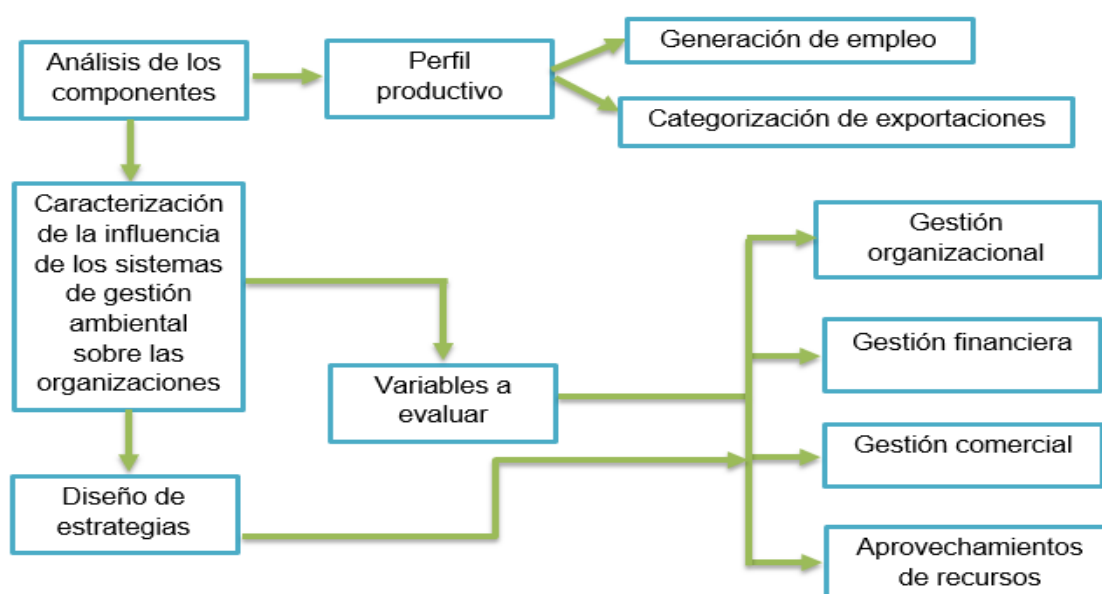 Análisis de los
componentes
Perfil
productivo
Generación de empleo
Categorización de exportaciones
Caracterización
de la influencia
de los sistemas
de gestión
ambiental
sobre las
organizaciones
Variables a
evaluar
Gestión
organizacional
Gestión financiera
Gestión comercial
Aprovechamientos
de recursos
Diseño de
estrategias